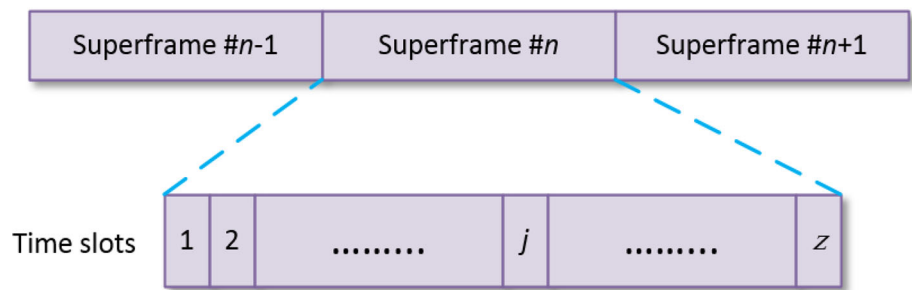 Superframe #n-1 Superframe #n Superframe #n+1
Time slots 1 2 ......... j ......... z